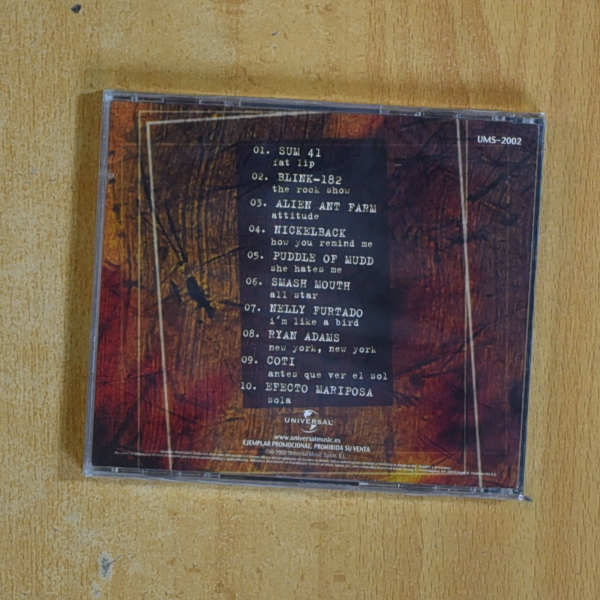 UMS-2002
01. SUM 41
fat lip
02. BLINK-182
the rock show
03. ALIEN ANT FARM
attitude
04. NICKELBACK
how you remind me
05. PUDDLE OF MUDD
she hates me
06. SMASH MOUTH
all star
07. NELLY FURTADO
i'm like a bird
08. RYAN ADAMS
new york, new york
09. COTI
antes que ver el sol
10. EFECTO MARIPOSA
sola
UNIVERSAL
www.universalmusic.es
EJEMPLAR PROMOCIONAL. PROHIBIDA SU VENTA
Universal Music Spain, S.L.